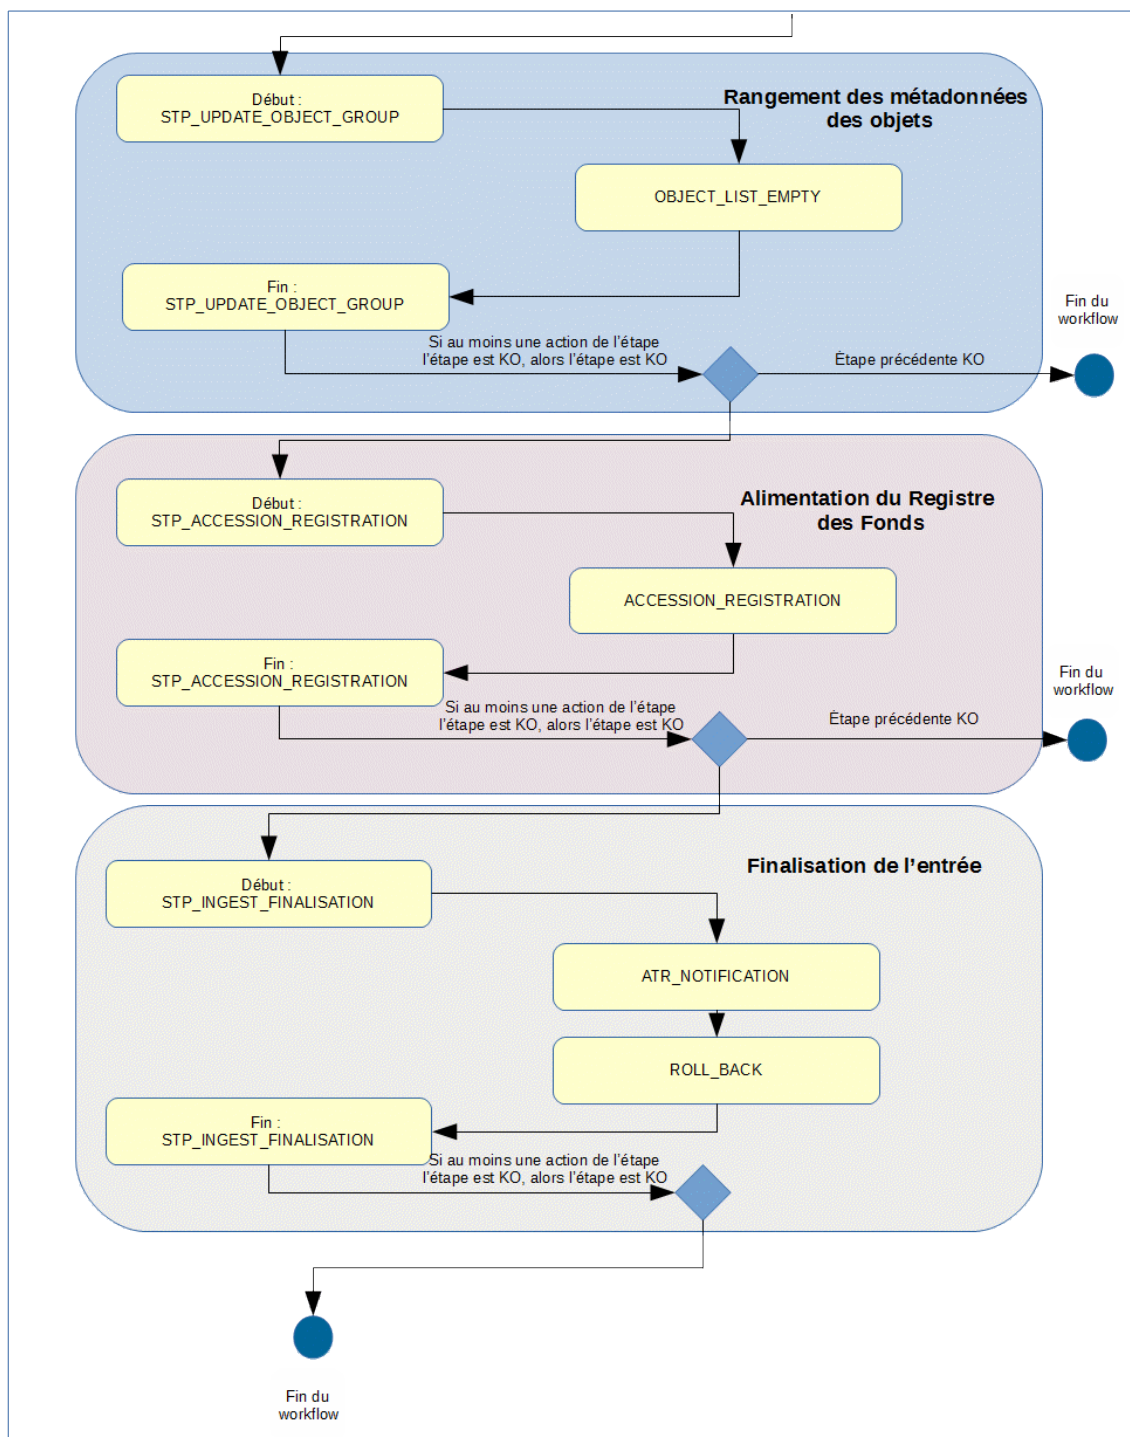 Début :
STP_UPDATE_OBJECT_GROUP
Rangement des métadonnées
des objets
OBJECT_LIST_EMPTY
Fin :
STP_UPDATE_OBJECT_GROUP
Si au moins une action de l'étape
l'étape est KO, alors l'étape est KO
Étape précédente KO
Fin du
workflow
Début :
STP_ACCESSION_REGISTRATION
Alimentation du Registre
des Fonds
ACCESSION_REGISTRATION
Fin :
STP_ACCESSION_REGISTRATION
Si au moins une action de l'étape
l'étape est KO, alors l'étape est KO
Étape précédente KO
Fin du
workflow
Finalisation de l'entrée
Début :
STP_INGEST_FINALISATION
ATR_NOTIFICATION
ROLL_BACK
Fin :
STP_INGEST_FINALISATION
Si au moins une action de l'étape
l'étape est KO, alors l'étape est KO
Fin du
workflow